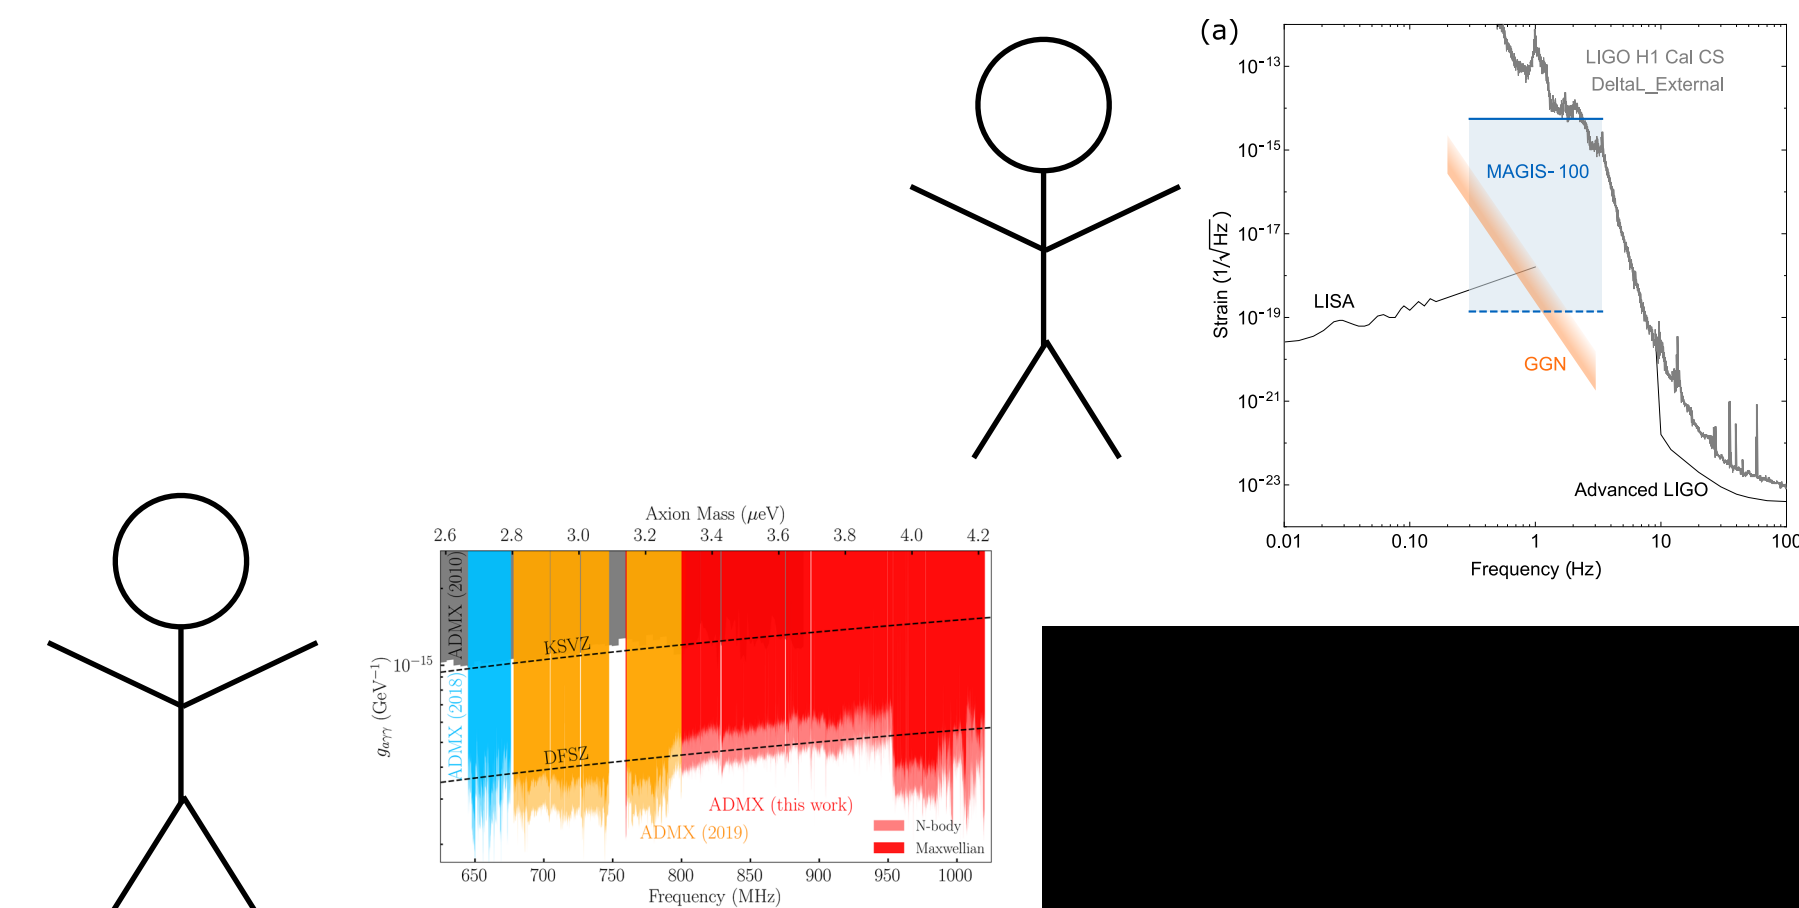 (a)
LIGO H1 Cal CS
DeltaL_External
10-13
10-15
10-17
10-19
10-21
10-23
Strain (1/√Hz)
MAGIS-100
LISA
GGN
Advanced LIGO
0.01 0.10 1 10 100
Frequency (Hz)
Axion Mass (μeV)
2.6 2.8 3.0 3.2 3.4 3.6 3.8 4.0 4.2
ADMX (2010)
ADMX (2018)
KSVZ
DFSZ
10−15
gaγγ (GeV−1)
ADMX (this work)
ADMX (2019)
N-body
Maxwellian
650 700 750 800 850 900 950 1000
Frequency (MHz)